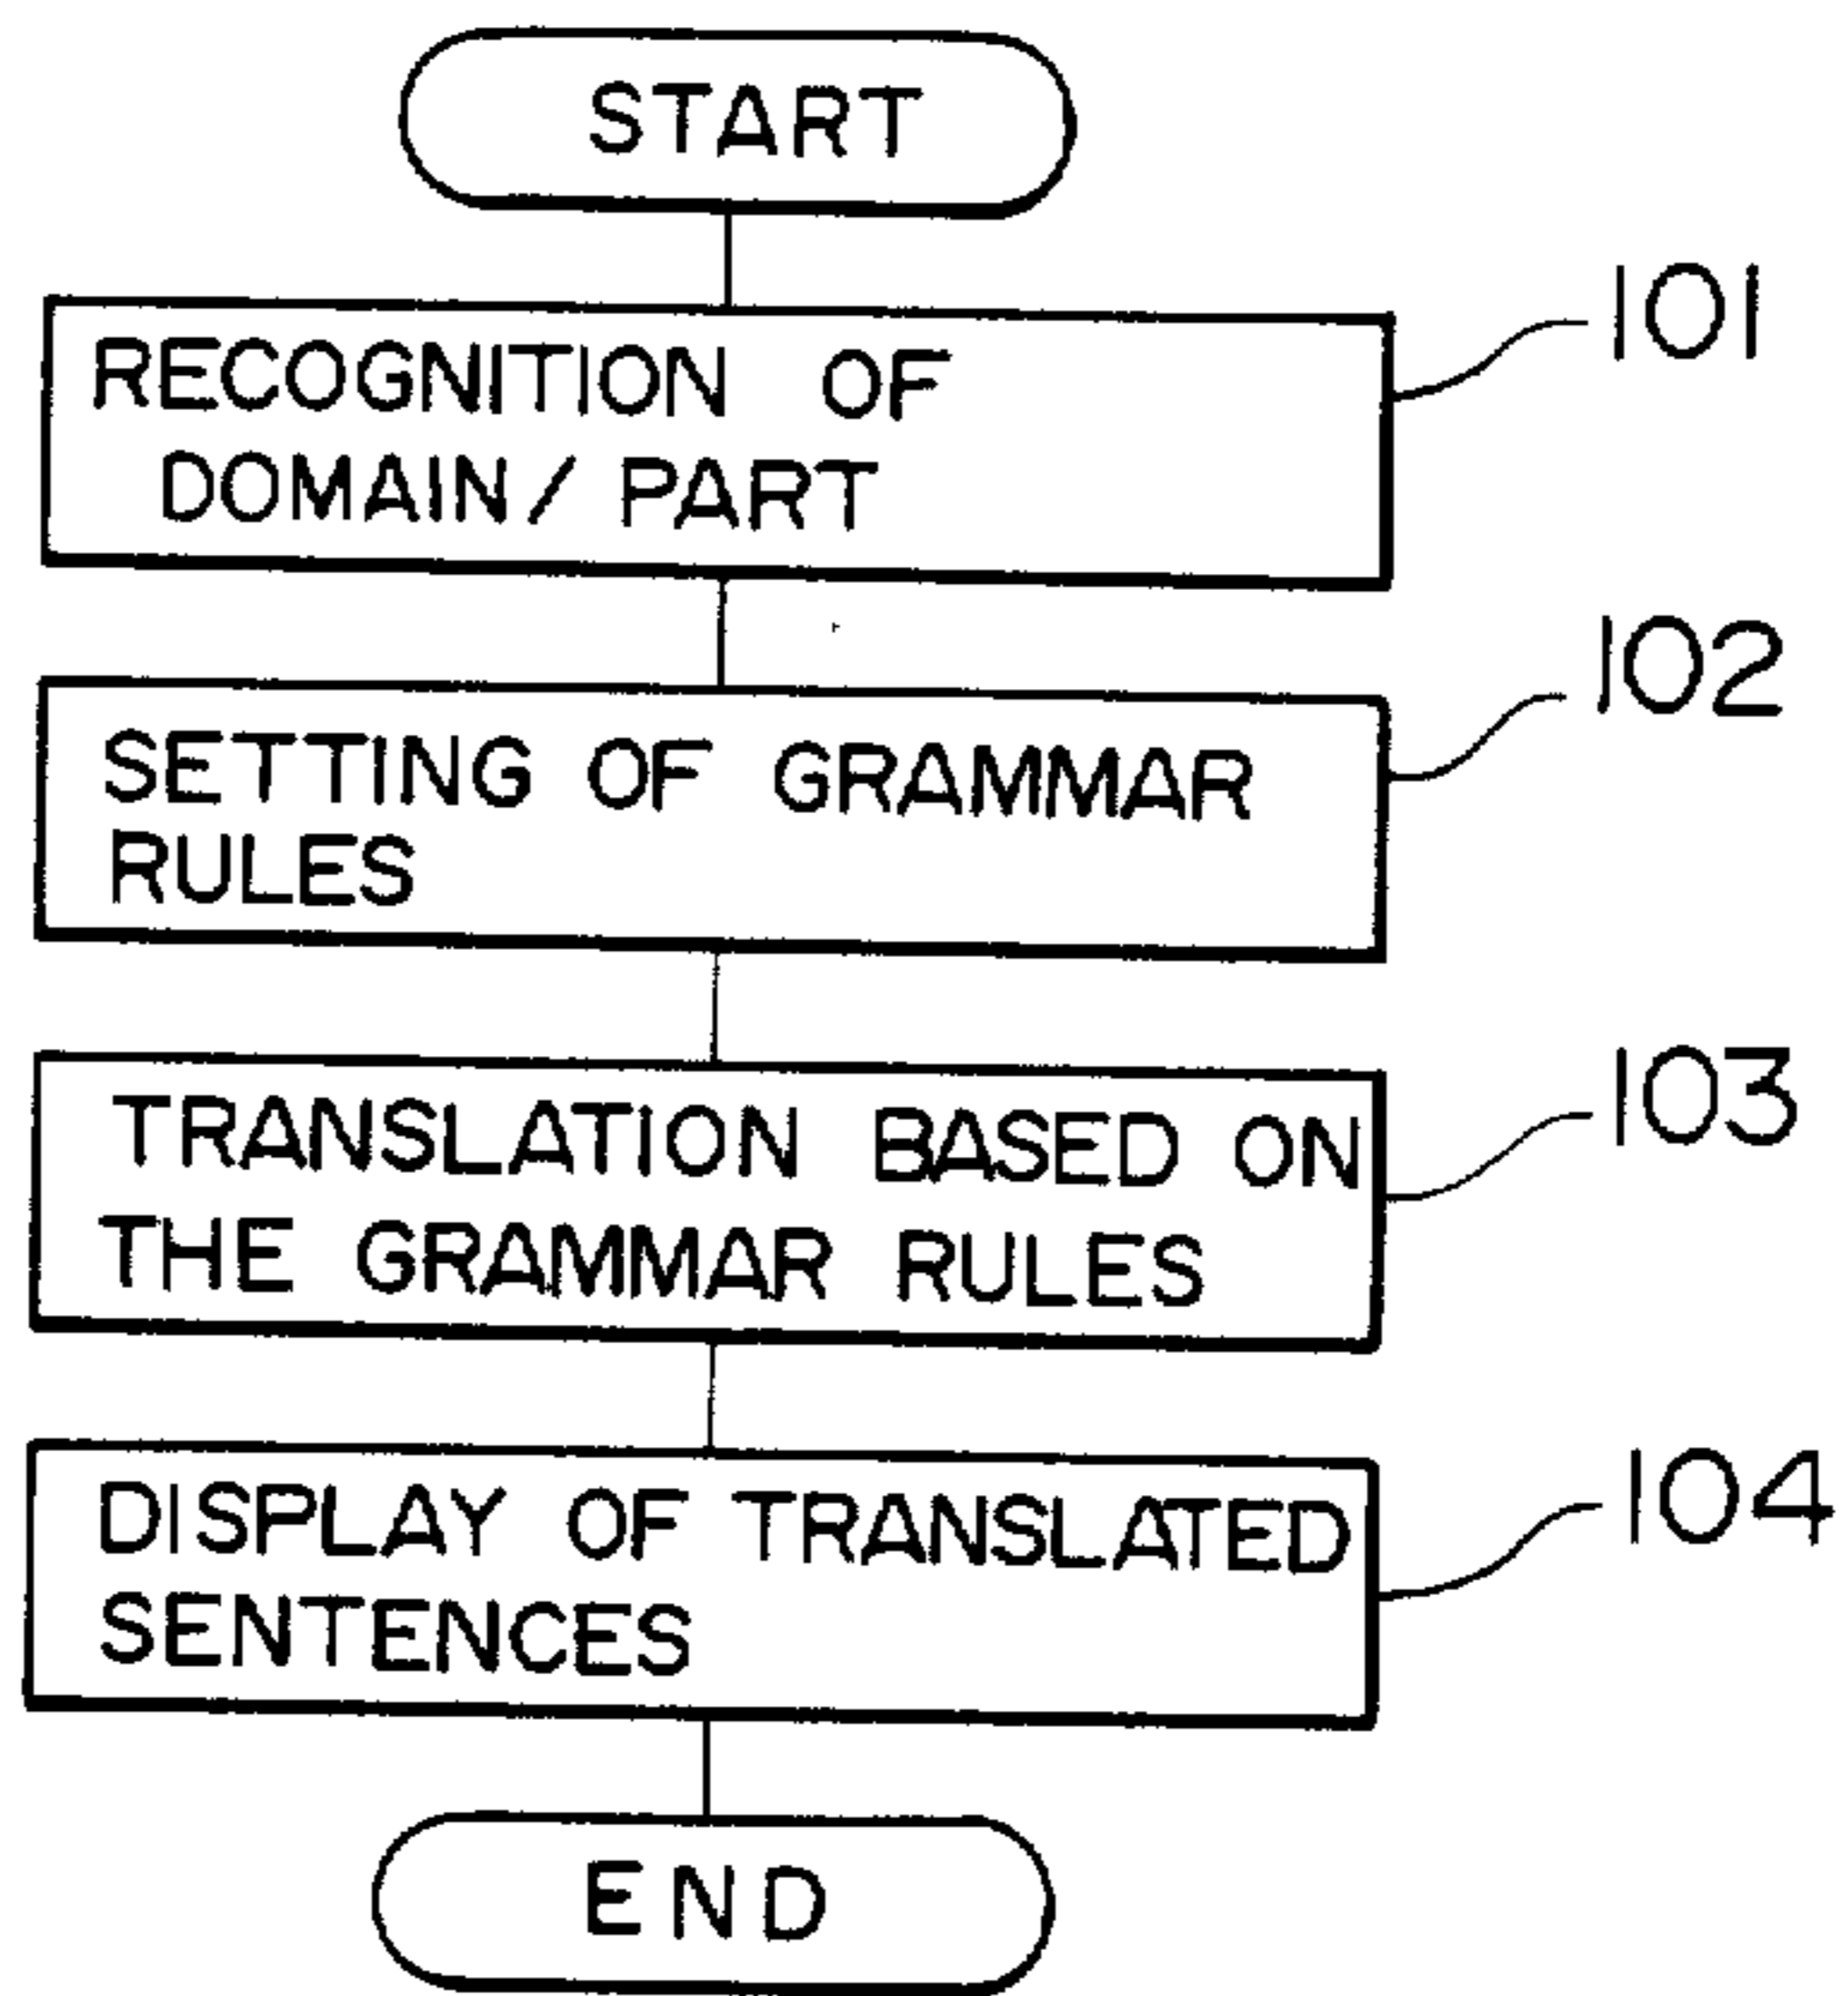 START
RECOGNITION OF
DOMAIN/PART
101
SETTING OF GRAMMAR
RULES
102
TRANSLATION BASED ON
THE GRAMMAR RULES
103
DISPLAY OF TRANSLATED
SENTENCES
104
END